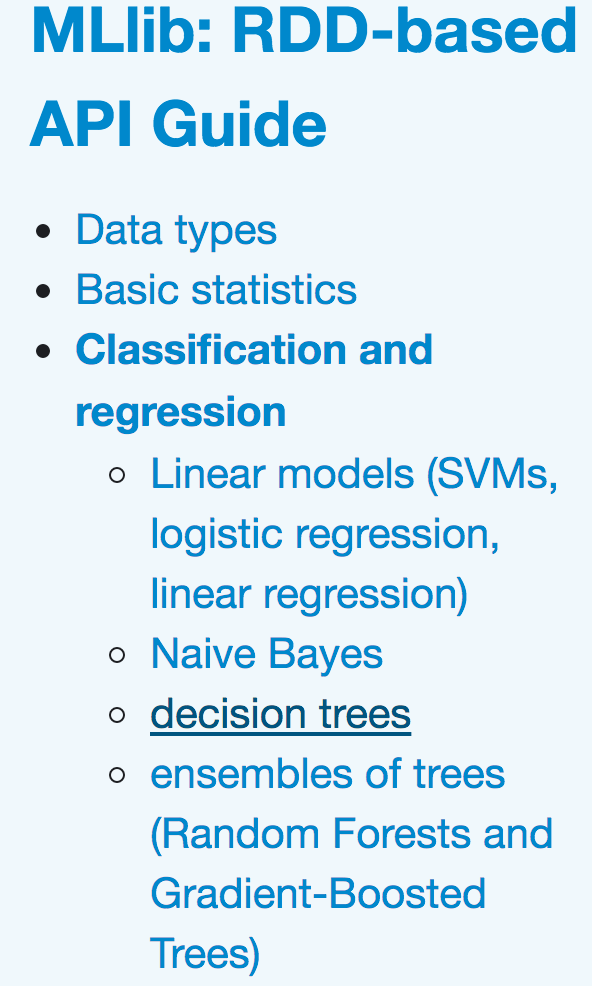 MLlib: RDD-based
API Guide
Data types
Basic statistics
Classification and
regression
Linear models (SVMs,
logistic regression,
linear regression)
Naive Bayes
decision trees
ensembles of trees
(Random Forests and
Gradient-Boosted
Trees)